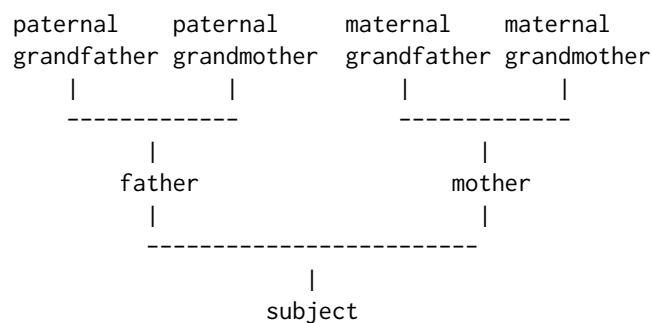 paternal paternal maternal maternal
grandfather grandmother grandfather grandmother
father mother
subject